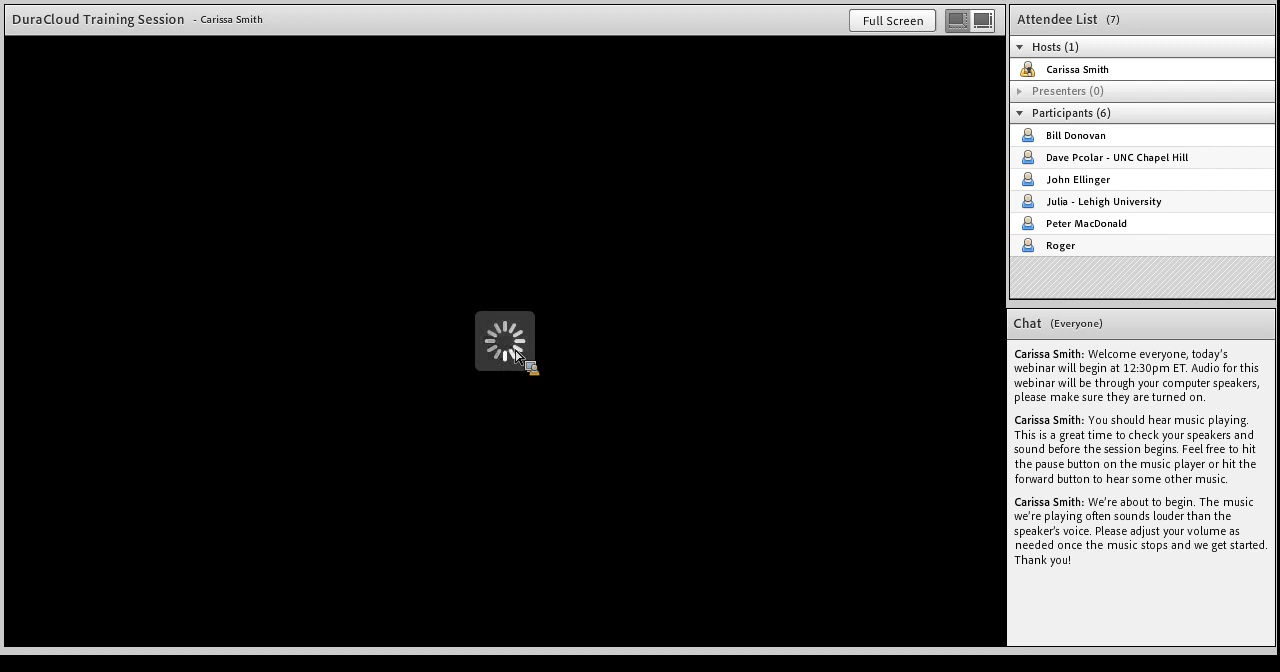 DuraCloud Training Session - Carissa Smith
Full Screen
Attendee List (7)
Hosts (1)
Carissa Smith
Presenters (0)
Participants (6)
Bill Donovan
Dave Pcolar - UNC Chapel Hill
John Ellinger
Julia - Lehigh University
Peter MacDonald
Roger
Chat (Everyone)
Carissa Smith: Welcome everyone, today's
webinar will begin at 12:30pm ET. Audio for this
webinar will be through your computer speakers,
please make sure they are turned on.
Carissa Smith: You should hear music playing.
This is a great time to check your speakers and
sound before the session begins. Feel free to hit
the pause button on the music player or hit the
forward button to hear some other music.
Carissa Smith: We're about to begin. The music
we're playing often sounds louder than the
speaker's voice. Please adjust your volume as
needed once the music stops and we get started.
Thank you!